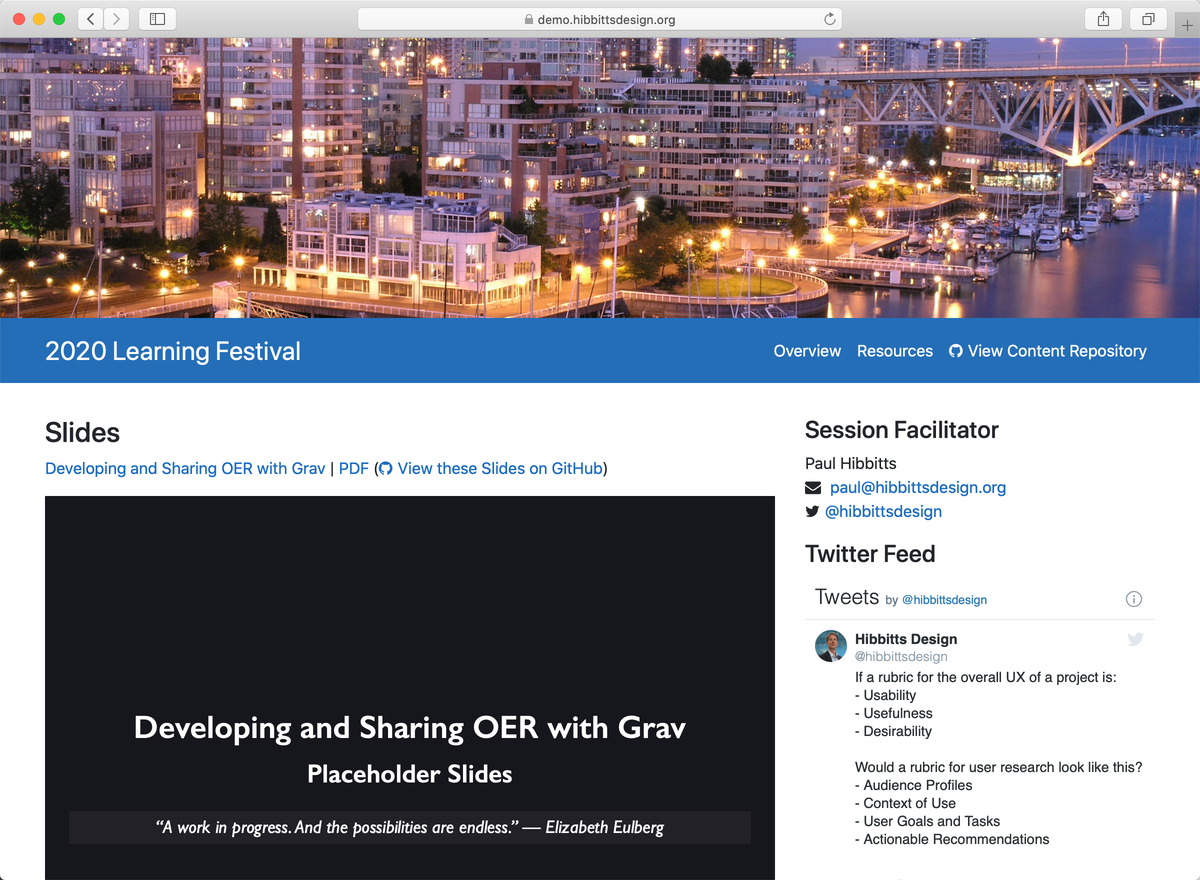 demo.hibbittsdesign.org
2020 Learning Festival
Overview Resources View Content Repository
Slides
Developing and Sharing OER with Grav | PDF (View these Slides on GitHub)
Developing and Sharing OER with Grav
Placeholder Slides
“A work in progress. And the possibilities are endless.” — Elizabeth Eulberg
Session Facilitator
Paul Hibbitts
paul@hibbittsdesign.org
@hibbittsdesign
Twitter Feed
Tweets by @hibbittsdesign
Hibbitts Design
@hibbittsdesign
If a rubric for the overall UX of a project is:
- Usability
- Usefulness
- Desirability
Would a rubric for user research look like this?
- Audience Profiles
- Context of Use
- User Goals and Tasks
- Actionable Recommendations